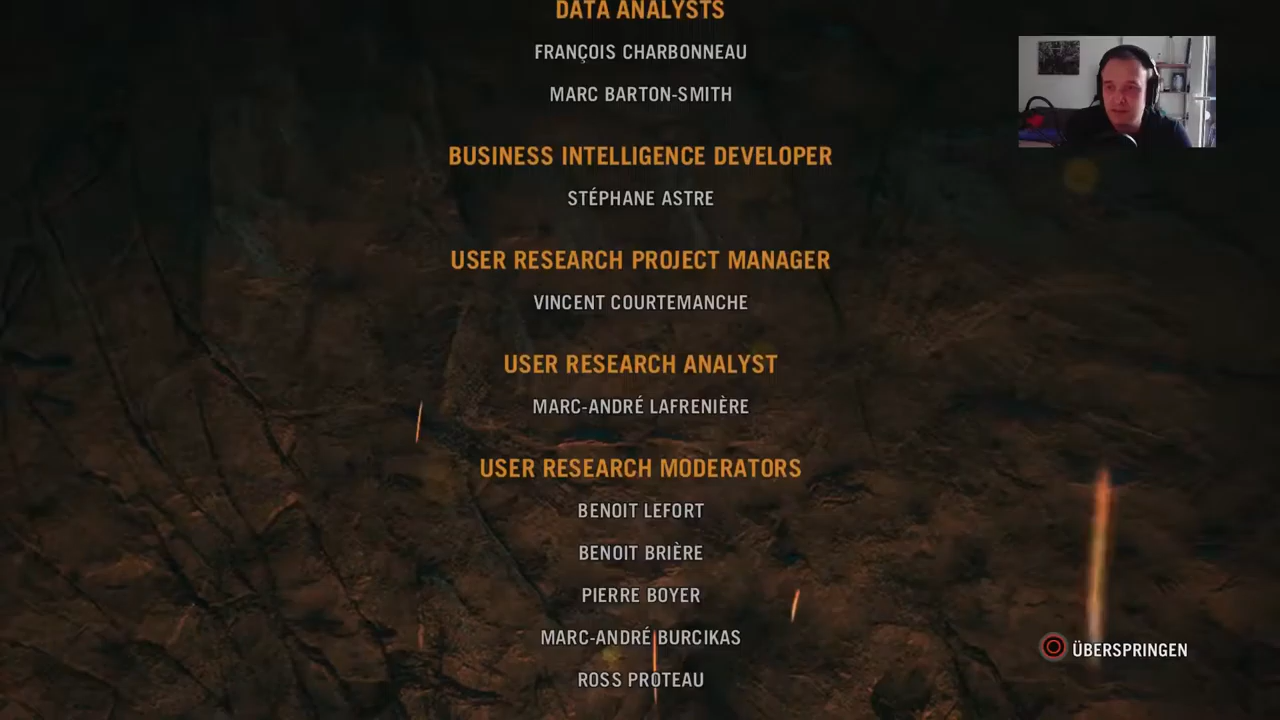 DATA ANALYSTS
FRANÇOIS CHARBONNEAU
MARC BARTON-SMITH
BUSINESS INTELLIGENCE DEVELOPER
STÉPHANE ASTRE
USER RESEARCH PROJECT MANAGER
VINCENT COURTEMANCHE
USER RESEARCH ANALYST
MARC-ANDRÉ LAFRENIÈRE
USER RESEARCH MODERATORS
BENOIT LEFORT
BENOIT BRIÈRE
PIERRE BOYER
MARC-ANDRÉ BURCIKAS
ÜBERSPRINGEN
ROSS PROTEAU